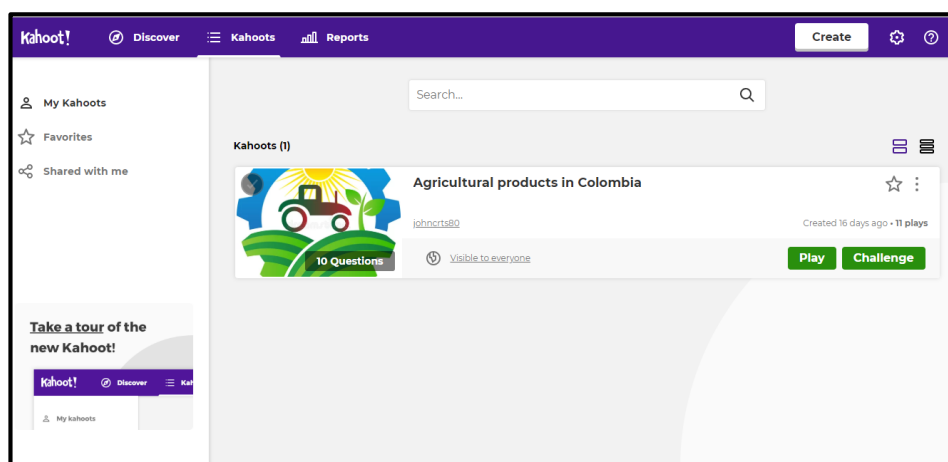 Kahoot! Discover Kahoots Reports Create
My Kahoots
Favorites
Shared with me
Search...
Kahoots (1)
10 Questions
Agricultural products in Colombia
johncrts80
Created 16 days ago • 11 plays
Visible to everyone
Play Challenge
Take a tour of the
new Kahoot!
Kahoot! Discover Kah
My kahoots